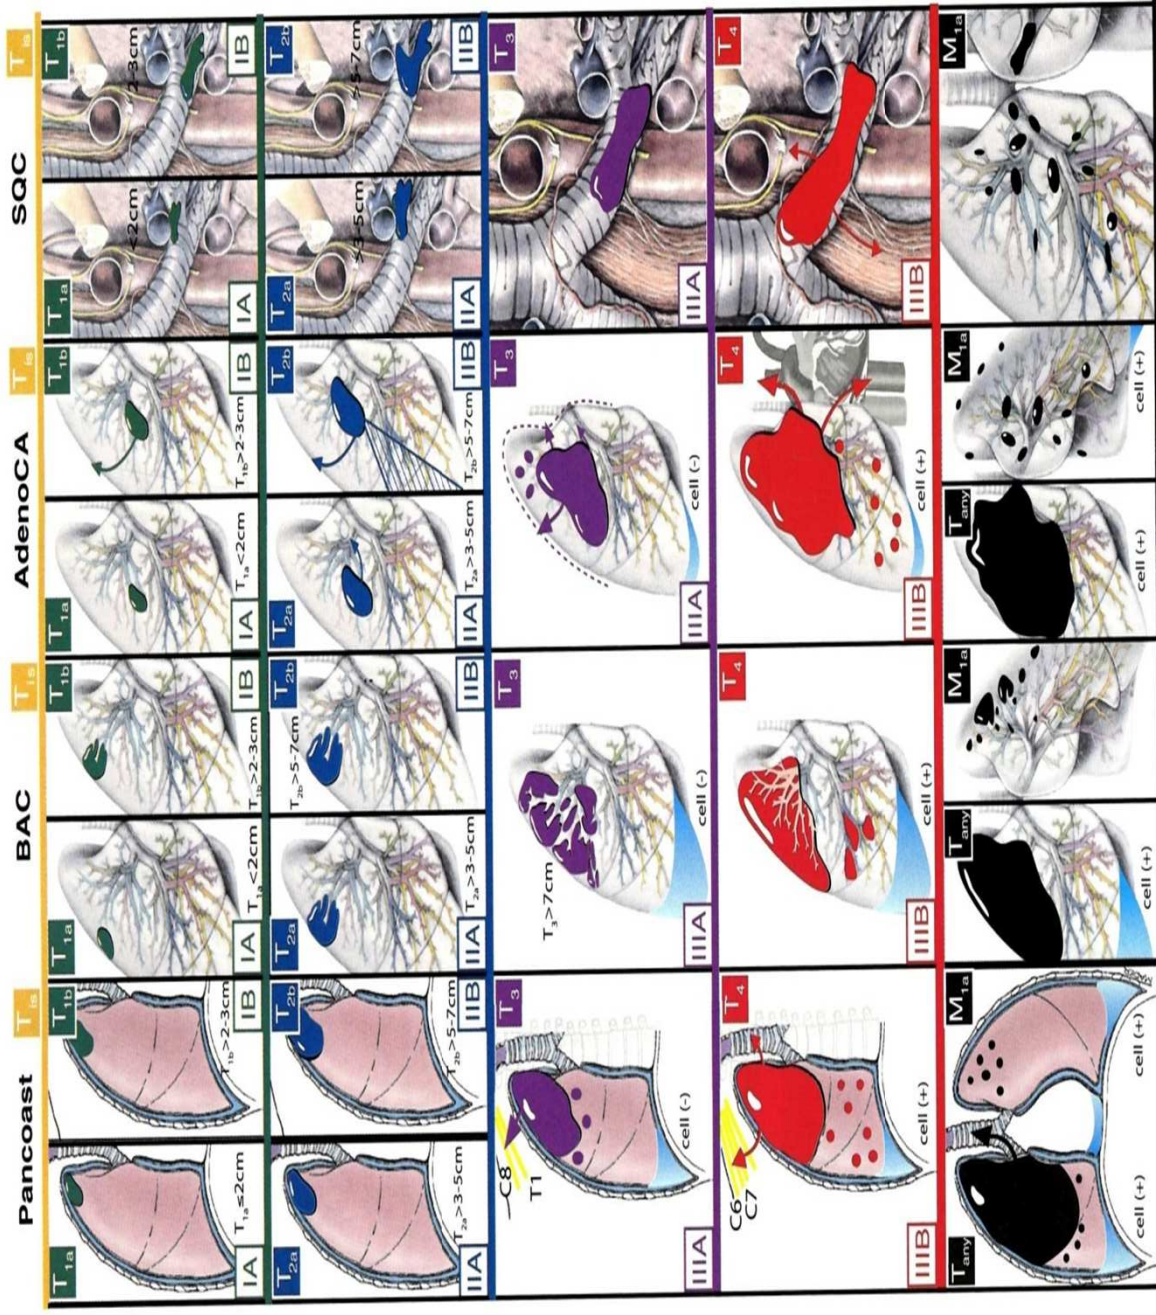 Pancoast Tis BAC Tis AdenoCA Tis SQC Tis
T1a T1b T1a T1b T1a T1b T1a T1b
<2cm 2-3cm
T1a≤2cm T1b>2-3cm T1a<2cm T1b>2-3cm T1a<2cm T1b>2-3cm
IA IB IA IB IA IB IA IB
T2a T2b T2a T2b T2a T2b T2a T2b
T2b>5-7cm
3-5cm >5-7cm
T2a>3-5cm T2b>5-7cm T2a>3-5cm T2a>3-5cm T2b>5-7cm
IIA IIB IIA IIB IIA IIB IIA IIB
T3 T3 T3 T3
C8
T1
T3>7cm
cell (-) cell (-) cell (-)
IIIA IIIA IIIA IIIA
T4 T4 T4 T4
C6
C7
cell (+) cell (+) cell (+)
IIIB IIIB IIIB IIIB
Tany M1a Tany M1a Tany M1a M1a
cell (+) cell (+) cell (+) cell (+) cell (+) cell (+)